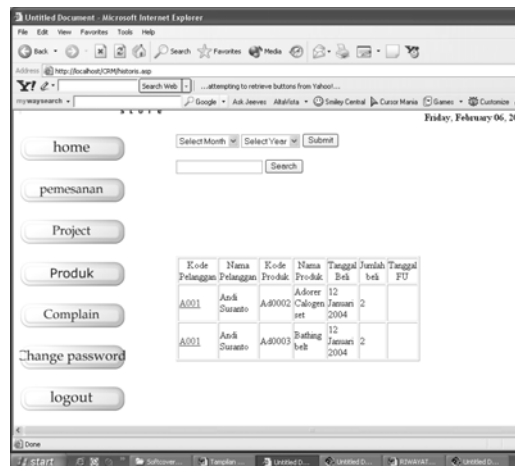 Untitled Document - Microsoft Internet Explorer
File Edit View Favorites Tools Help
Back Search Favorites Media
Address http://localhost/CRM/historis.asp
Y! Search Web ...attempting to retrieve buttons from Yahoo!...
mywaysearch Google Ask Jeeves AltaVista Smiley Central Cursor Mania Games Customize
store
Friday, February 06, 20
home
pemesanan
Project
Produk
Complain
Change password
logout
Select Month Select Year Submit
Search
Kode Nama Kode Nama Tanggal Jumlah Tanggal
Pelanggan Pelanggan Produk Produk Beli beli FU
A001 Andi Suranto Ad0002 Adorer Calogen set 12 Januari 2004 2
A001 Andi Suranto Ad0003 Bathing belt 12 Januari 2004 2
Done
start Softcover... Tampilan ... Untitled D... Untitled D... RIWAYAT... Untitled D...